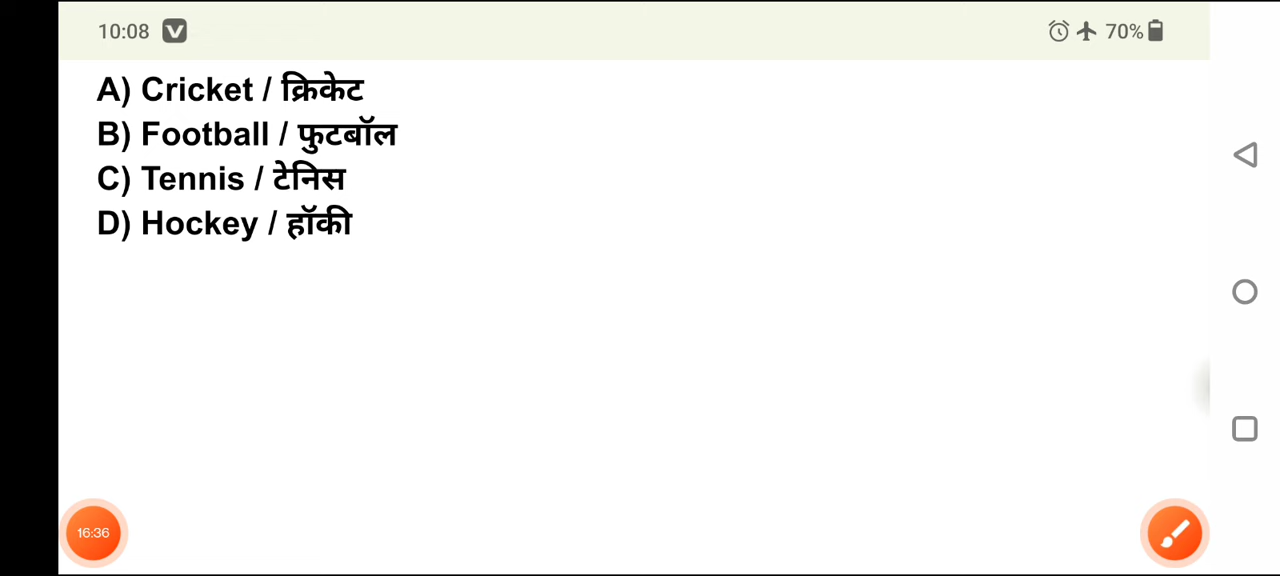 10:08 V 70%
A) Cricket / क्रिकेट
B) Football / फुटबॉल
C) Tennis / टेनिस
D) Hockey / हॉकी
16:36